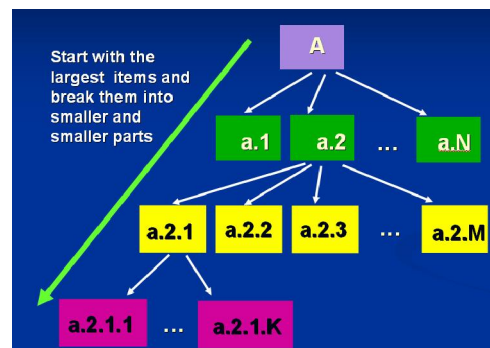 A
Start with the
largest items and
break them into
smaller and
smaller parts
a.1 a.2 ... a.N
a.2.1 a.2.2 a.2.3 ... a.2.M
a.2.1.1 ... a.2.1.K